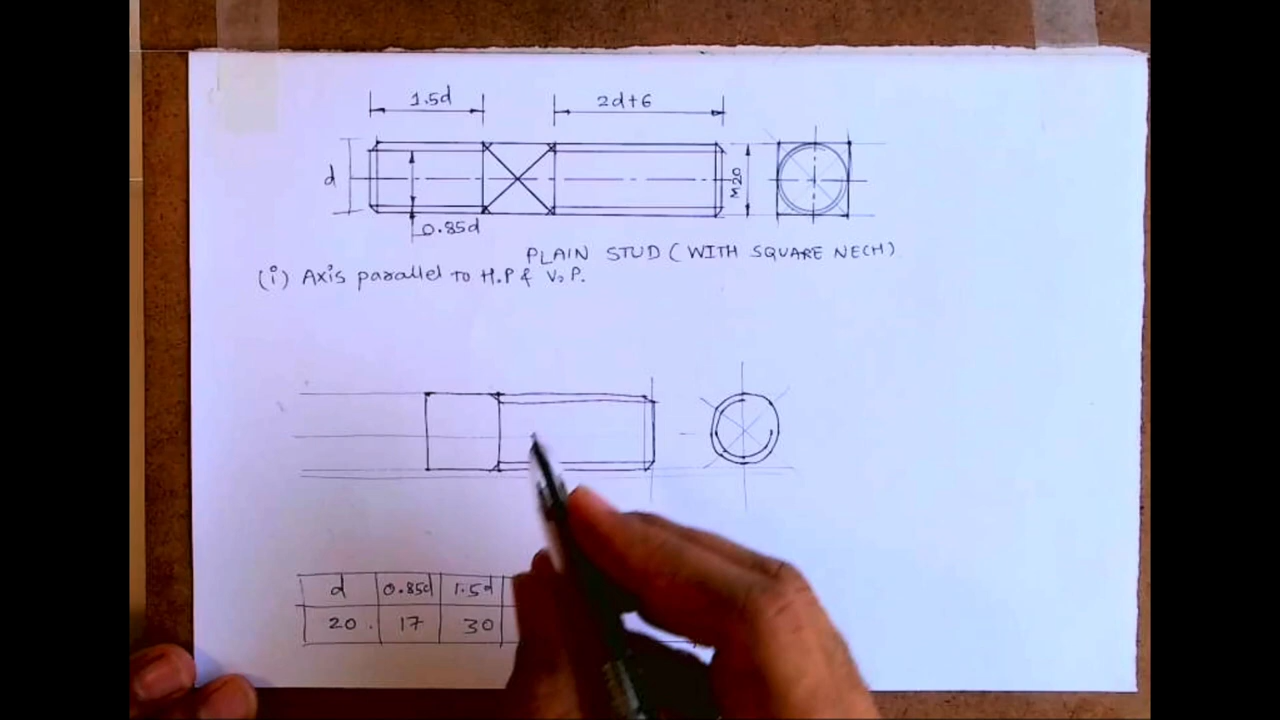 1.5d 2d+6
d M20
0.85d
PLAIN STUD (WITH SQUARE NECH)
(i) Axis parallel to H.P & V.P.
d 0.85d 1.5d
20 17 30